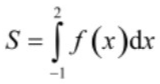 S = ∫_{-1}^{2} f(x)dx